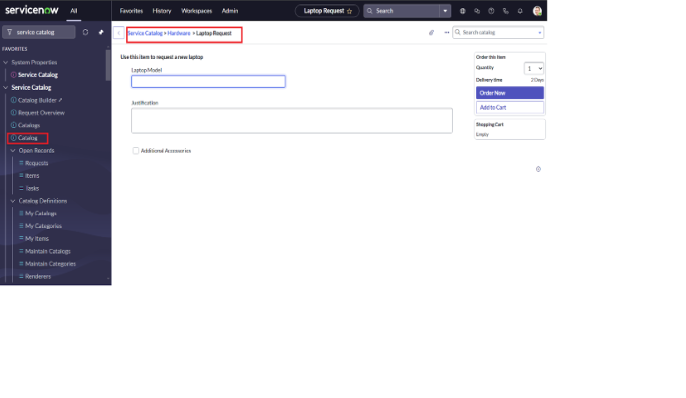 servicenow
All
Favorites
History
Workspaces
Admin
Laptop Request
Search
service catalog
Service Catalog > Hardware > Laptop Request
Search catalog
FAVORITES
System Properties
Service Catalog
Service Catalog
Catalog Builder
Request Overview
Catalogs
Catalog
Open Records
Requests
Items
Tasks
Catalog Definitions
My Catalogs
My Categories
My Items
Maintain Catalogs
Maintain Categories
Renderers
Use this item to request a new laptop
Laptop Model
Justification
Additional Accessories
Order this Item
Quantity
1
Delivery time
2 Days
Order Now
Add to Cart
Shopping Cart
Empty